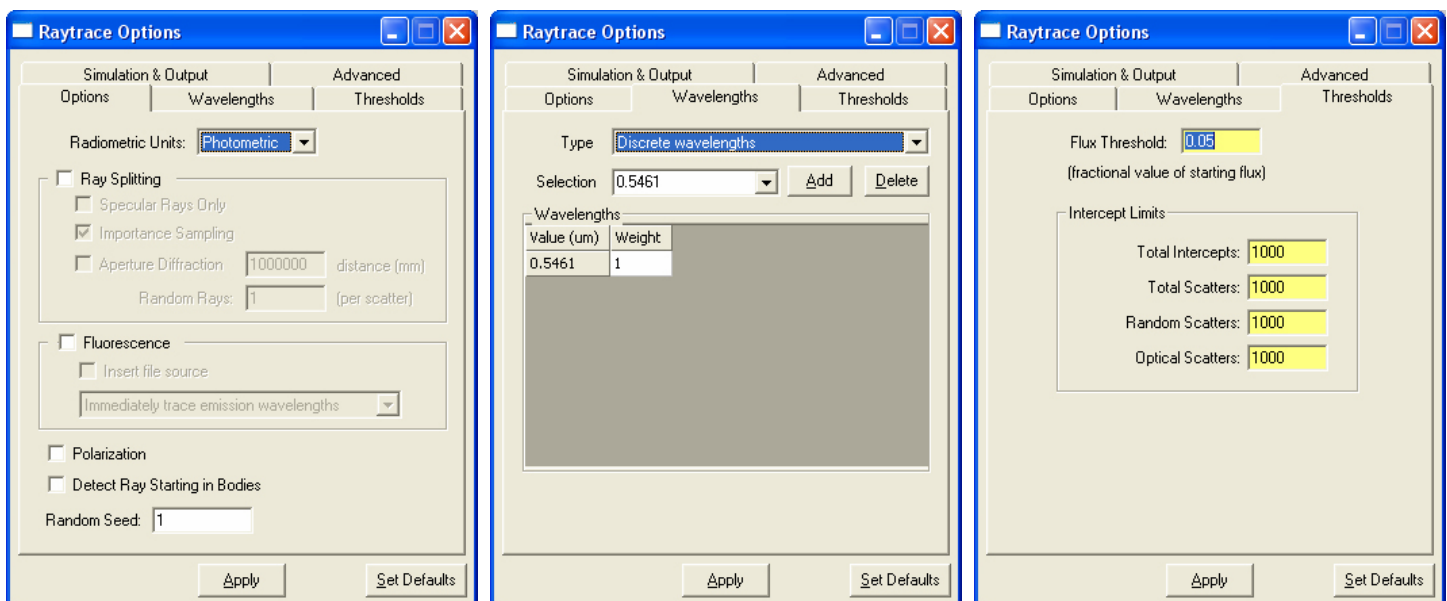 Raytrace Options
Simulation & Output Advanced
Options Wavelengths Thresholds
Radiometric Units: Photometric
Ray Splitting
Specular Rays Only
Importance Sampling
Aperture Diffraction 1000000 distance (mm)
Random Rays: 1 (per scatter)
Fluorescence
Insert file source
Immediately trace emission wavelengths
Polarization
Detect Ray Starting in Bodies
Random Seed: 1
Apply Set Defaults
Raytrace Options
Simulation & Output Advanced
Options Wavelengths Thresholds
Type Discrete wavelengths
Selection 0.5461 Add Delete
Wavelengths
Value (um) Weight
0.5461 1
Apply Set Defaults
Raytrace Options
Simulation & Output Advanced
Options Wavelengths Thresholds
Flux Threshold: 0.05
(fractional value of starting flux)
Intercept Limits
Total Intercepts: 1000
Total Scatters: 1000
Random Scatters: 1000
Optical Scatters: 1000
Apply Set Defaults